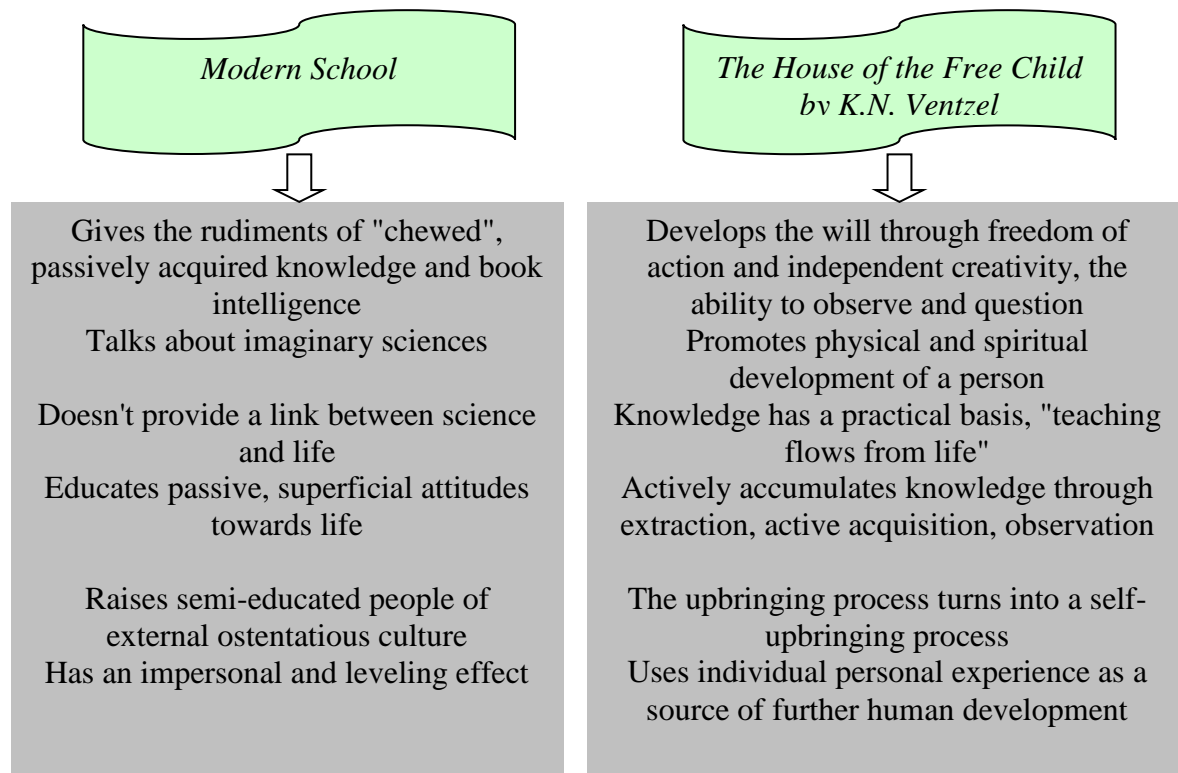 Modern School
Gives the rudiments of "chewed",
passively acquired knowledge and book
intelligence
Talks about imaginary sciences
Doesn't provide a link between science
and life
Educates passive, superficial attitudes
towards life
Raises semi-educated people of
external ostentatious culture
Has an impersonal and leveling effect
The House of the Free Child
by K.N. Ventzel
Develops the will through freedom of
action and independent creativity, the
ability to observe and question
Promotes physical and spiritual
development of a person
Knowledge has a practical basis, "teaching
flows from life"
Actively accumulates knowledge through
extraction, active acquisition, observation
The upbringing process turns into a self-
upbringing process
Uses individual personal experience as a
source of further human development